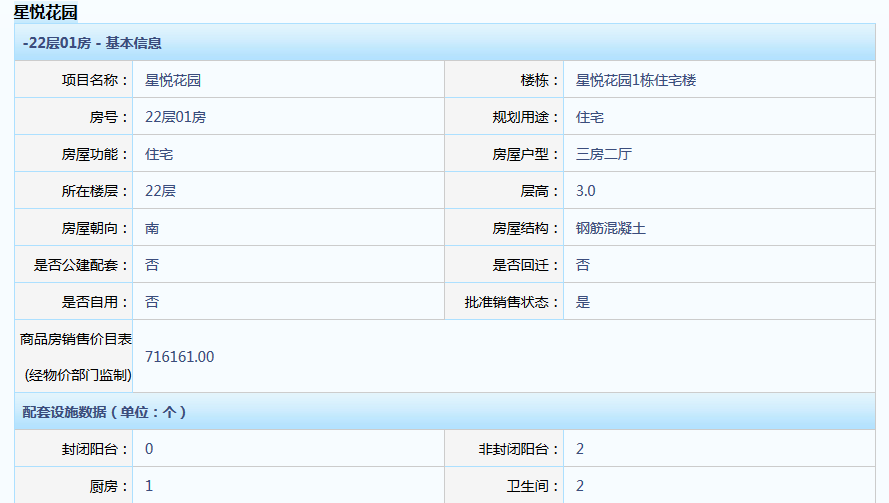 星悦花园
-22层01房 - 基本信息
项目名称： 星悦花园 楼栋： 星悦花园1栋住宅楼
房号： 22层01房 规划用途： 住宅
房屋功能： 住宅 房屋户型： 三房二厅
所在楼层： 22层 层高： 3.0
房屋朝向： 南 房屋结构： 钢筋混凝土
是否公建配套： 否 是否回迁： 否
是否自用： 否 批准销售状态： 是
商品房销售价目表
(经物价部门监制) 716161.00
配套设施数据（单位：个）
封闭阳台： 0 非封闭阳台： 2
厨房： 1 卫生间： 2